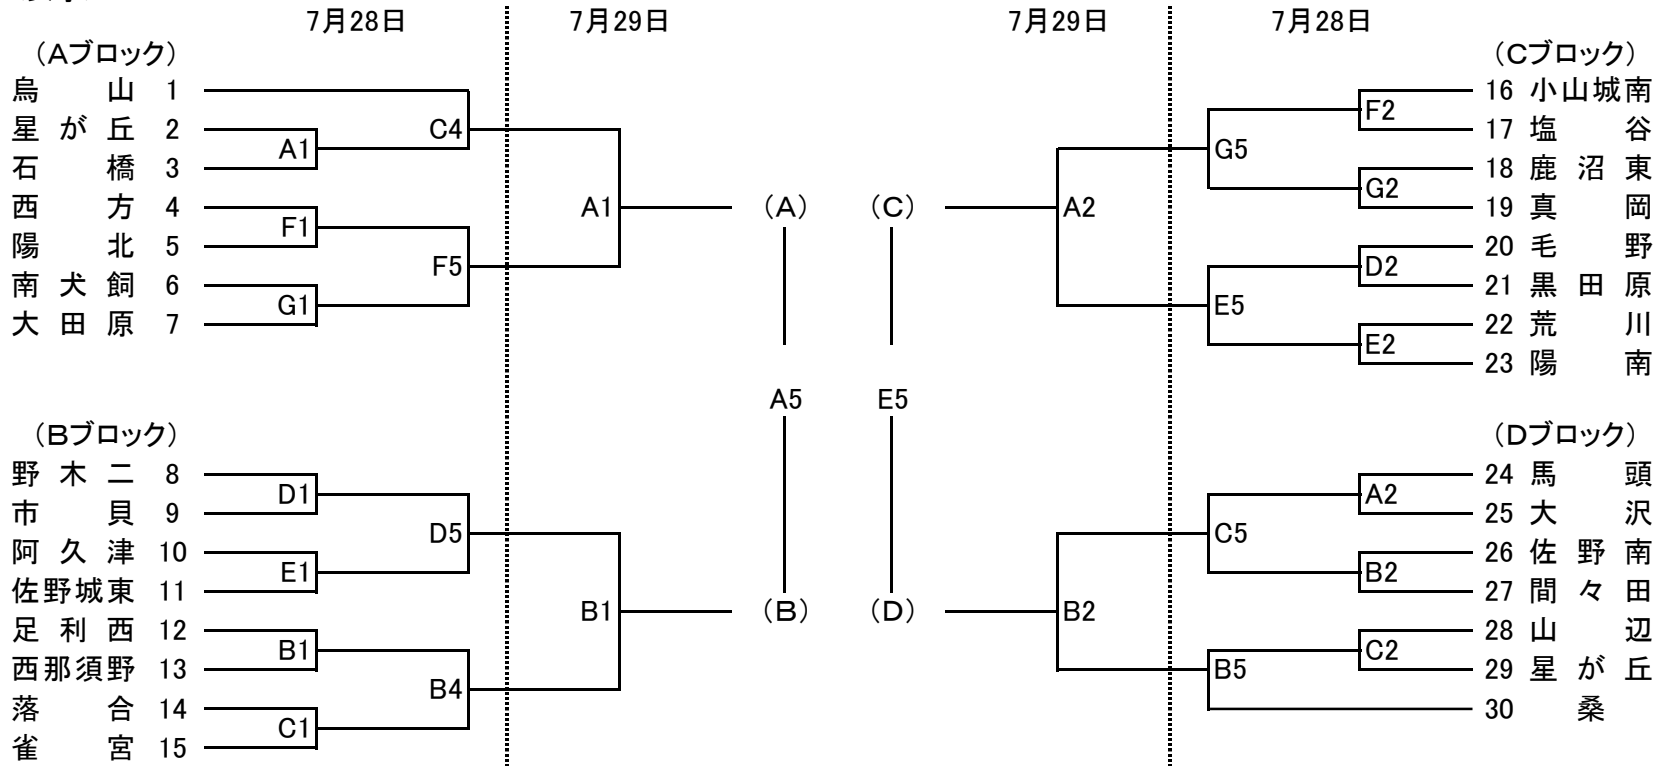 7月28日 7月29日 7月29日 7月28日
（Aブロック） （Cブロック）
烏山 1 16 小山城南
C4 F2
星が丘 2 17 塩谷
A1 G5
石橋 3 18 鹿沼東
G2
西方 4 A1 （A） （C） A2 19 真岡
F1
陽北 5 20 毛野
F5 D2
南犬飼 6 21 黒田原
G1 E5
大田原 7 22 荒川
E2
23 陽南
A5 E5
（Bブロック） （Dブロック）
野木二 8 24 馬頭
D1 A2
市貝 9 25 大沢
D5 C5
阿久津 10 26 佐野南
E1 B2
佐野城東 11 27 間々田
B1 （B） （D） B2
足利西 12 28 山辺
B1 C2
西那須野 13 29 星が丘
B4 B5
落合 14 30 桑
C1
雀宮 15